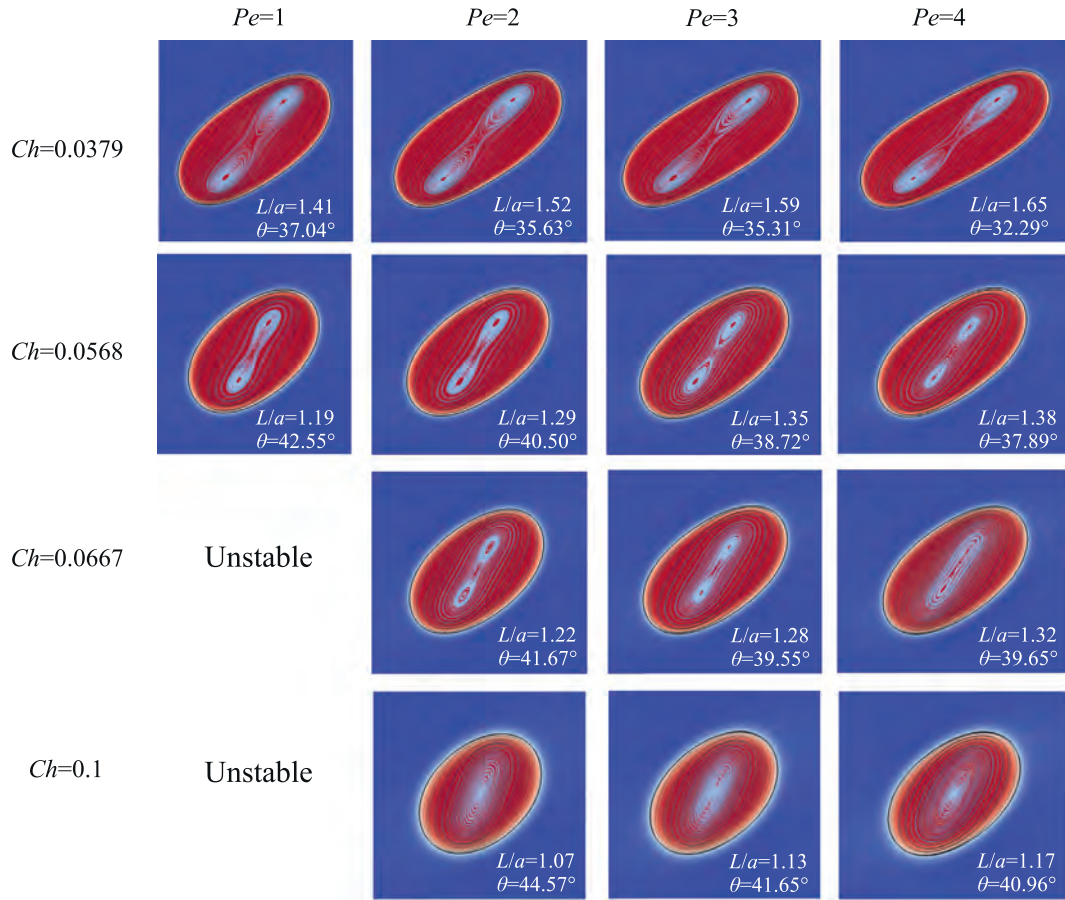 Pe=1 Pe=2 Pe=3 Pe=4
Ch=0.0379
L/a=1.41
θ=37.04°
L/a=1.52
θ=35.63°
L/a=1.59
θ=35.31°
L/a=1.65
θ=32.29°
Ch=0.0568
L/a=1.19
θ=42.55°
L/a=1.29
θ=40.50°
L/a=1.35
θ=38.72°
L/a=1.38
θ=37.89°
Ch=0.0667
Unstable
L/a=1.22
θ=41.67°
L/a=1.28
θ=39.55°
L/a=1.32
θ=39.65°
Ch=0.1
Unstable
L/a=1.07
θ=44.57°
L/a=1.13
θ=41.65°
L/a=1.17
θ=40.96°